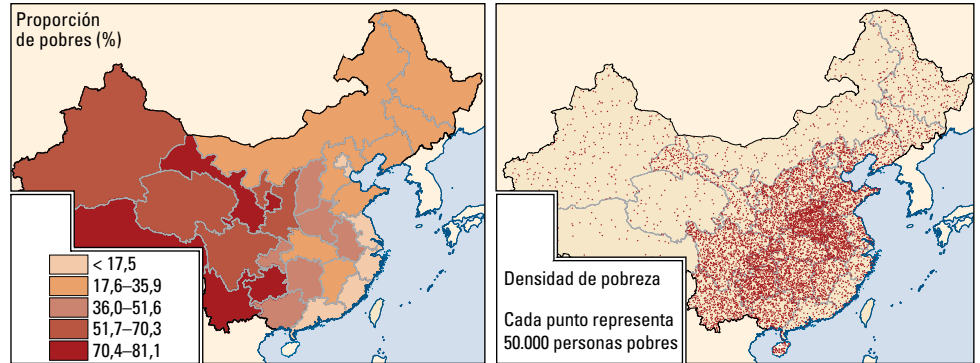 Proporción
de pobres (%)
< 17,5
17,6–35,9
36,0–51,6
51,7–70,3
70,4–81,1
Densidad de pobreza
Cada punto representa
50.000 personas pobres